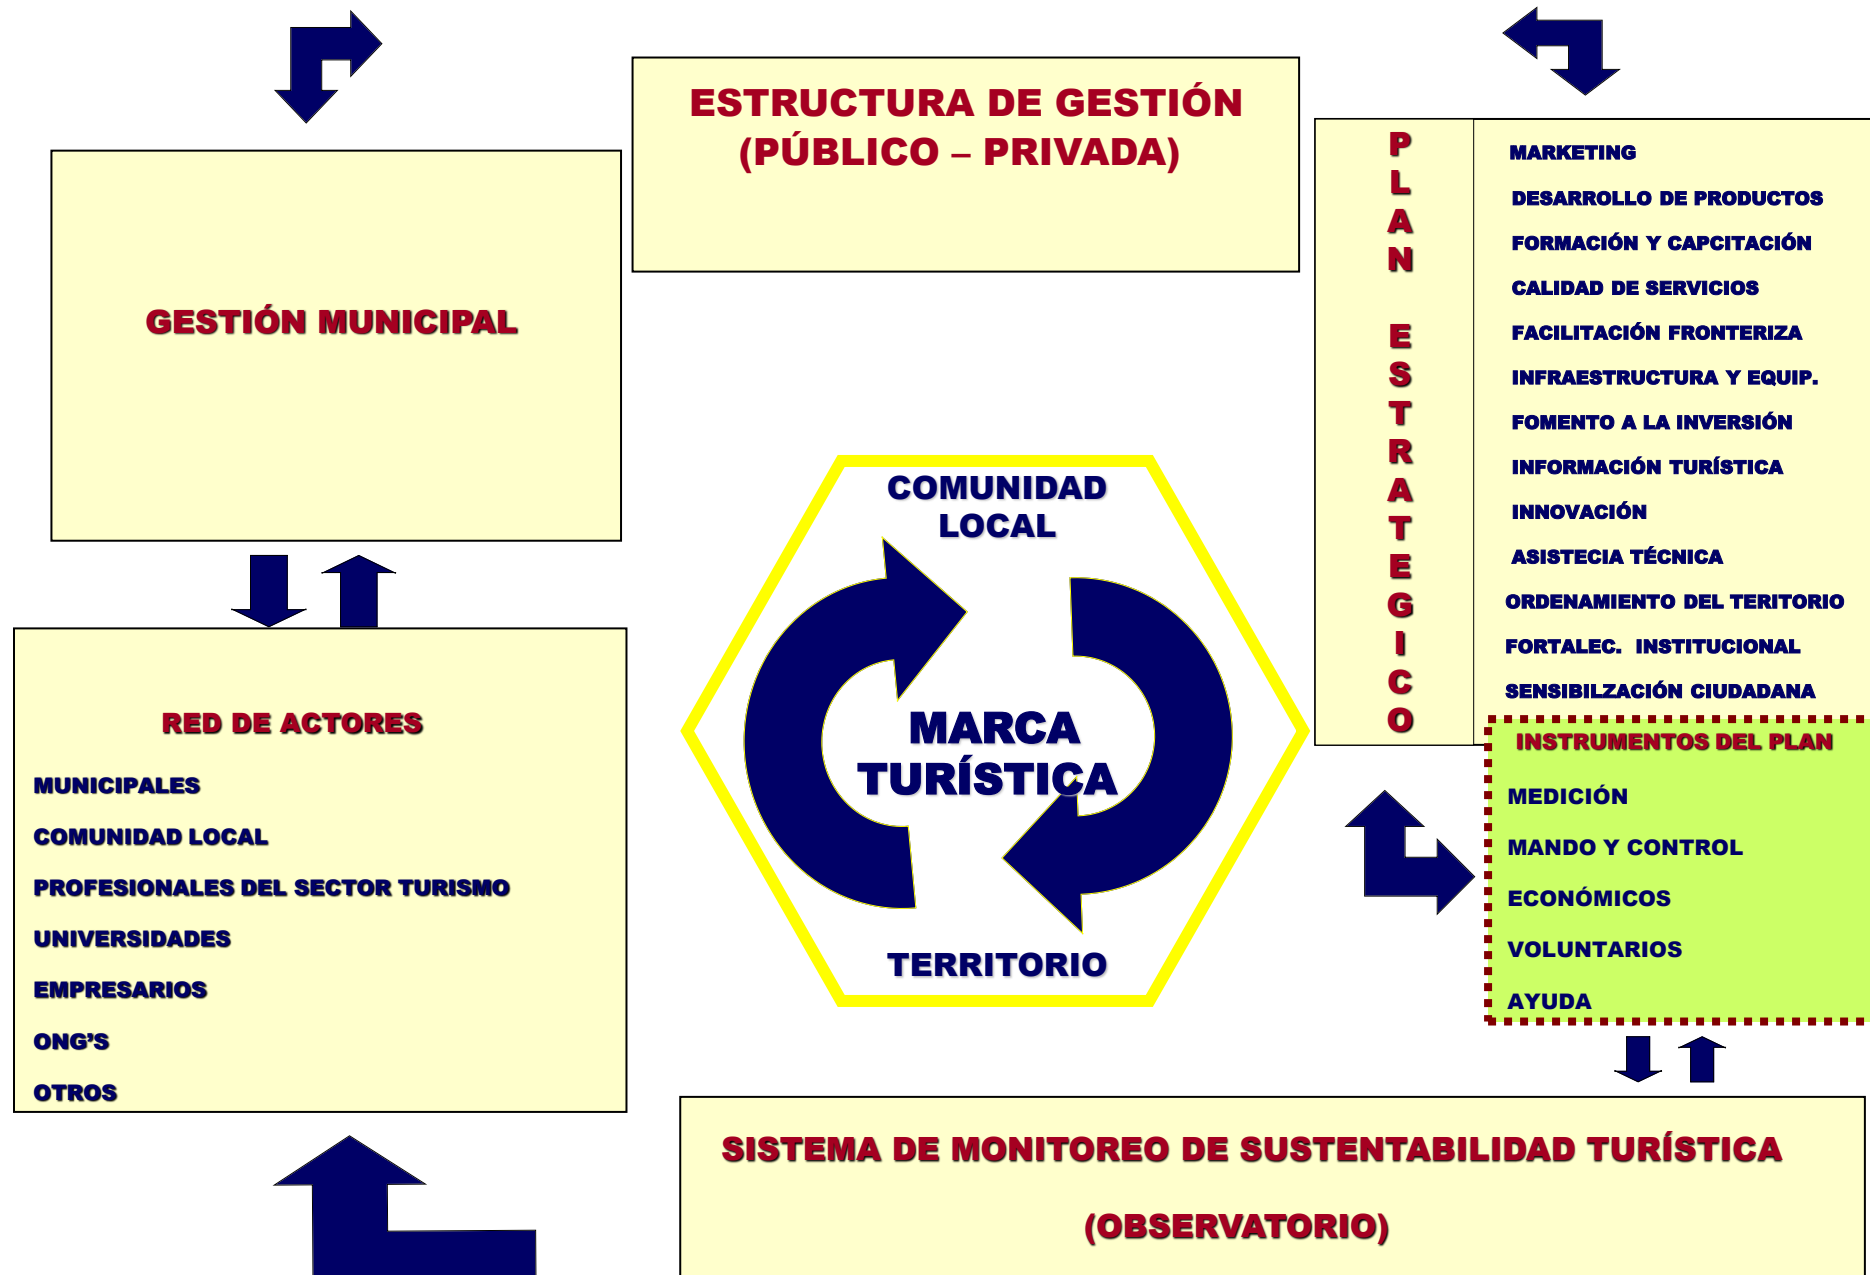 ESTRUCTURA DE GESTIÓN
(PÚBLICO – PRIVADA)
GESTIÓN MUNICIPAL
RED DE ACTORES
MUNICIPALES
COMUNIDAD LOCAL
PROFESIONALES DEL SECTOR TURISMO
UNIVERSIDADES
EMPRESARIOS
ONG’S
OTROS
COMUNIDAD
LOCAL
MARCA
TURÍSTICA
TERRITORIO
PLAN ESTRATEGICO
MARKETING
DESARROLLO DE PRODUCTOS
FORMACIÓN Y CAPCITACIÓN
CALIDAD DE SERVICIOS
FACILITACIÓN FRONTERIZA
INFRAESTRUCTURA Y EQUIP.
FOMENTO A LA INVERSIÓN
INFORMACIÓN TURÍSTICA
INNOVACIÓN
ASISTECIA TÉCNICA
ORDENAMIENTO DEL TERITORIO
FORTALEC. INSTITUCIONAL
SENSIBILZACIÓN CIUDADANA
INSTRUMENTOS DEL PLAN
MEDICIÓN
MANDO Y CONTROL
ECONÓMICOS
VOLUNTARIOS
AYUDA
SISTEMA DE MONITOREO DE SUSTENTABILIDAD TURÍSTICA
(OBSERVATORIO)